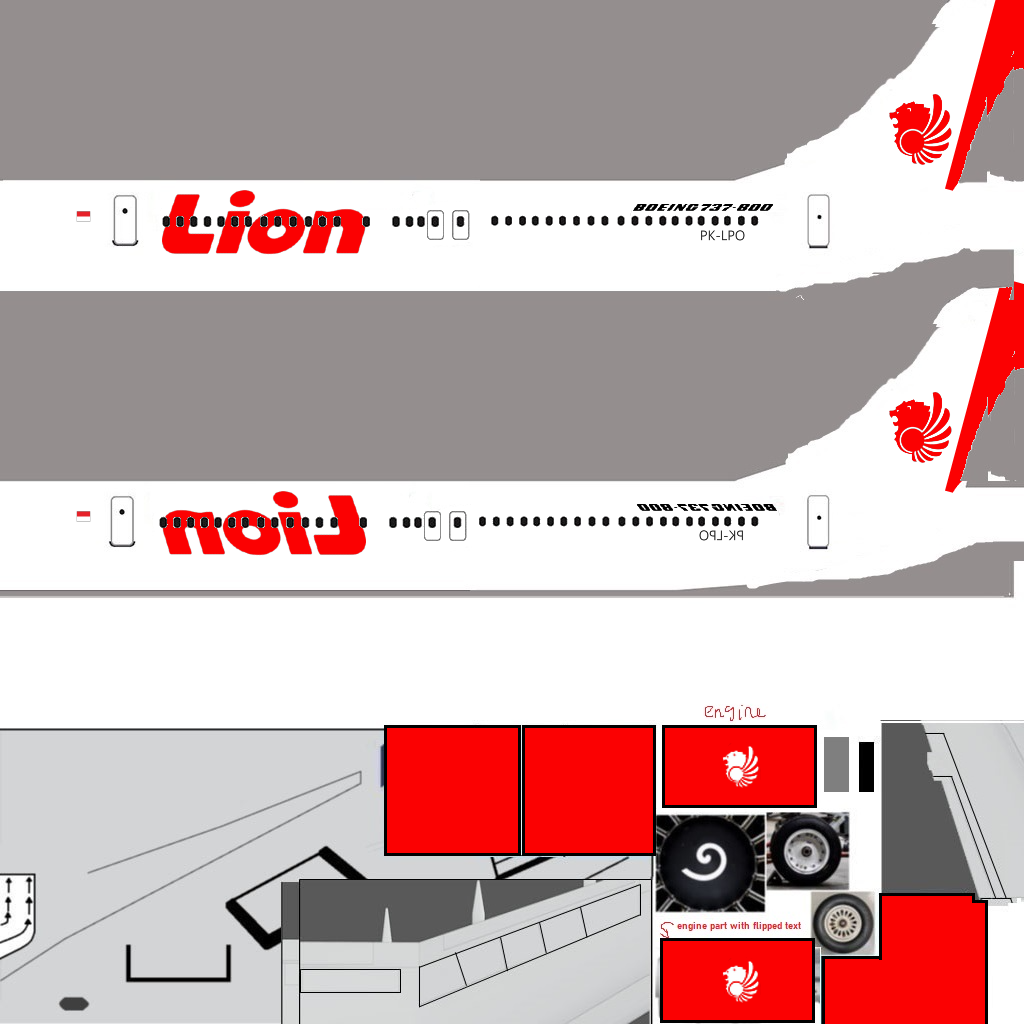 Lion
BOEING 737-800
PK-LPO
Lion
BOEING 737-800
PK-LPO
engine
engine part with flipped text